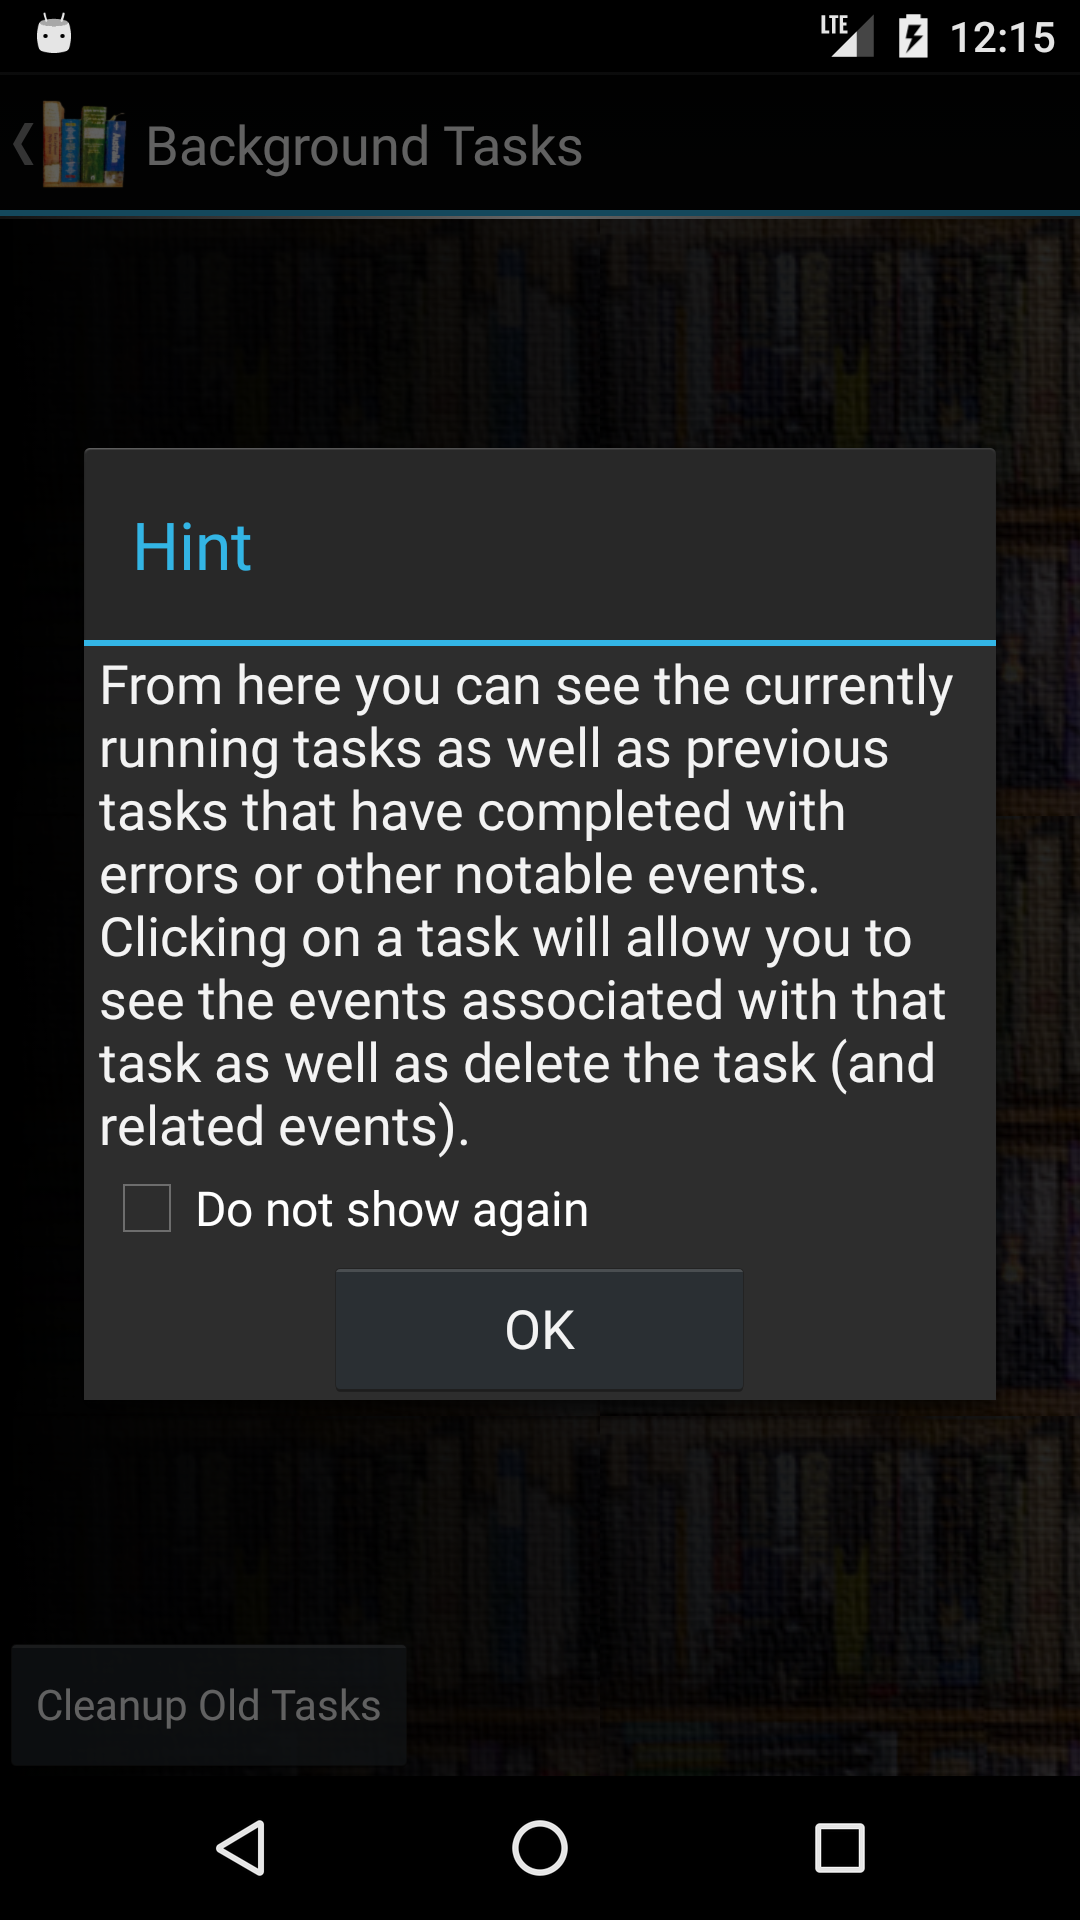 LTE 12:15
Background Tasks
Hint
From here you can see the currently
running tasks as well as previous
tasks that have completed with
errors or other notable events.
Clicking on a task will allow you to
see the events associated with that
task as well as delete the task (and
related events).
Do not show again
OK
Cleanup Old Tasks